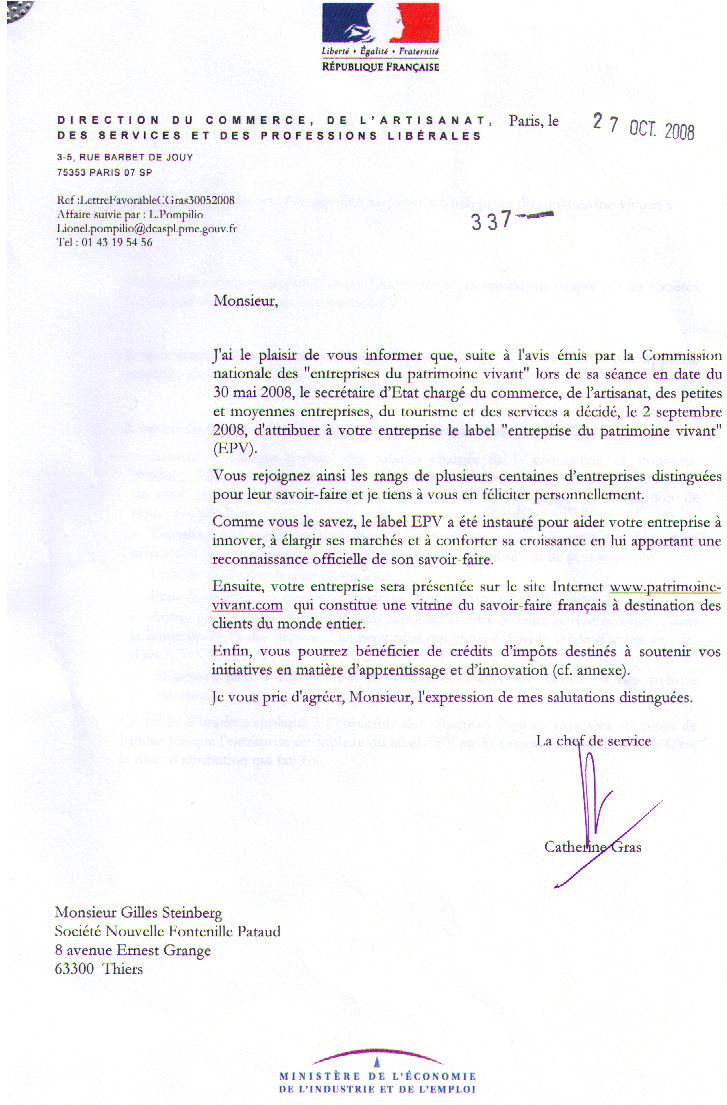 Liberté • Égalité • Fraternité
RÉPUBLIQUE FRANÇAISE
DIRECTION DU COMMERCE, DE L'ARTISANAT,
DES SERVICES ET DES PROFESSIONS LIBÉRALES
Paris, le 27 OCT. 2008
3-5, RUE BARBET DE JOUY
75353 PARIS 07 SP
Ref :LettreFavorableCGras30052008
Affaire suivie par : L.Pompilio
Lionel.pompilio@dcaspl.pme.gouv.fr
Tel : 01 43 19 54 56
337
Monsieur,
J'ai le plaisir de vous informer que, suite à l'avis émis par la Commission
nationale des "entreprises du patrimoine vivant" lors de sa séance en date du
30 mai 2008, le secrétaire d'Etat chargé du commerce, de l'artisanat, des petites
et moyennes entreprises, du tourisme et des services a décidé, le 2 septembre
2008, d'attribuer à votre entreprise le label "entreprise du patrimoine vivant"
(EPV).
Vous rejoignez ainsi les rangs de plusieurs centaines d'entreprises distinguées
pour leur savoir-faire et je tiens à vous en féliciter personnellement.
Comme vous le savez, le label EPV a été instauré pour aider votre entreprise à
innover, à élargir ses marchés et à conforter sa croissance en lui apportant une
reconnaissance officielle de son savoir-faire.
Ensuite, votre entreprise sera présentée sur le site Internet www.patrimoine-
vivant.com qui constitue une vitrine du savoir-faire français à destination des
clients du monde entier.
Enfin, vous pourrez bénéficier de crédits d'impôts destinés à soutenir vos
initiatives en matière d'apprentissage et d'innovation (cf. annexe).
Je vous prie d'agréer, Monsieur, l'expression de mes salutations distinguées.
La chef de service
Catherine Gras
Monsieur Gilles Steinberg
Société Nouvelle Fontenille Pataud
8 avenue Ernest Grange
63300 Thiers
MINISTÈRE DE L'ÉCONOMIE
DE L'INDUSTRIE ET DE L'EMPLOI